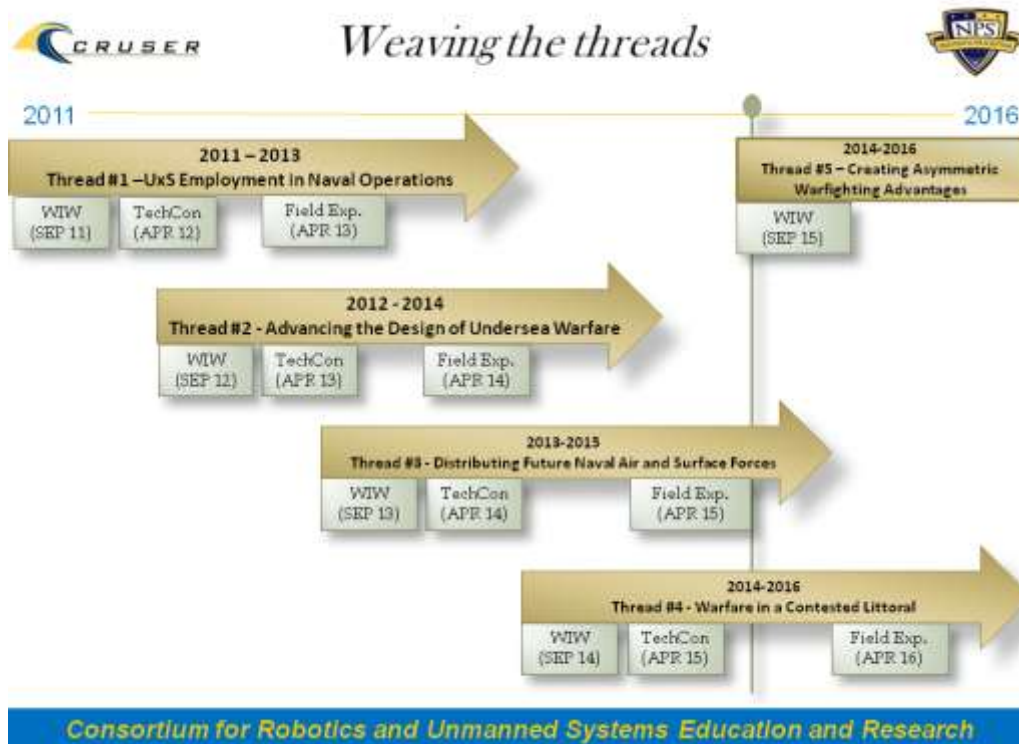 CRUSER
Weaving the threads
NPS
2011
2016
2011 – 2013
Thread #1 –UxS Employment in Naval Operations
WIW
(SEP 11)
TechCon
(APR 12)
Field Exp.
(APR 13)
2014-2016
Thread #5 – Creating Asymmetric
Warfighting Advantages
WIW
(SEP 15)
2012 - 2014
Thread #2 - Advancing the Design of Undersea Warfare
WIW
(SEP 12)
TechCon
(APR 13)
Field Exp.
(APR 14)
2013-2015
Thread #3 - Distributing Future Naval Air and Surface Forces
WIW
(SEP 13)
TechCon
(APR 14)
Field Exp.
(APR 15)
2014-2016
Thread #4 - Warfare in a Contested Littoral
WIW
(SEP 14)
TechCon
(APR 15)
Field Exp.
(APR 16)
Consortium for Robotics and Unmanned Systems Education and Research